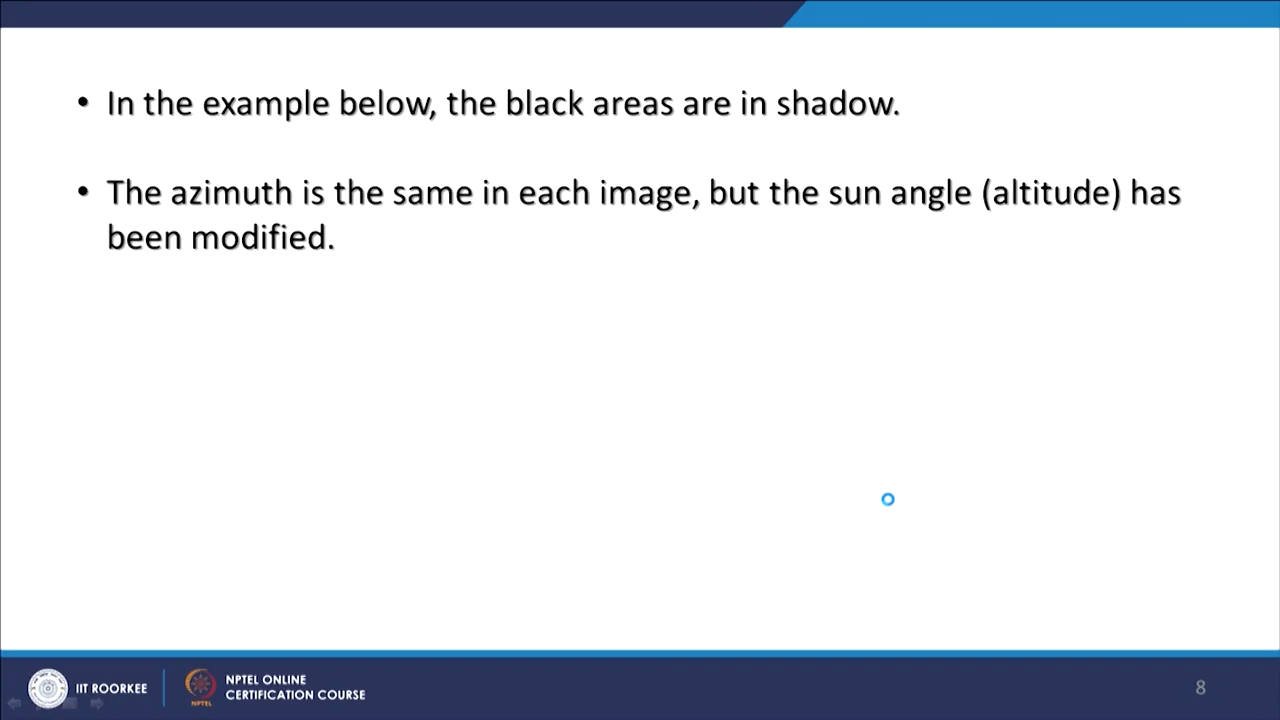 • In the example below, the black areas are in shadow.
• The azimuth is the same in each image, but the sun angle (altitude) has
been modified.
IIT ROORKEE
NPTEL
NPTEL ONLINE
CERTIFICATION COURSE
8